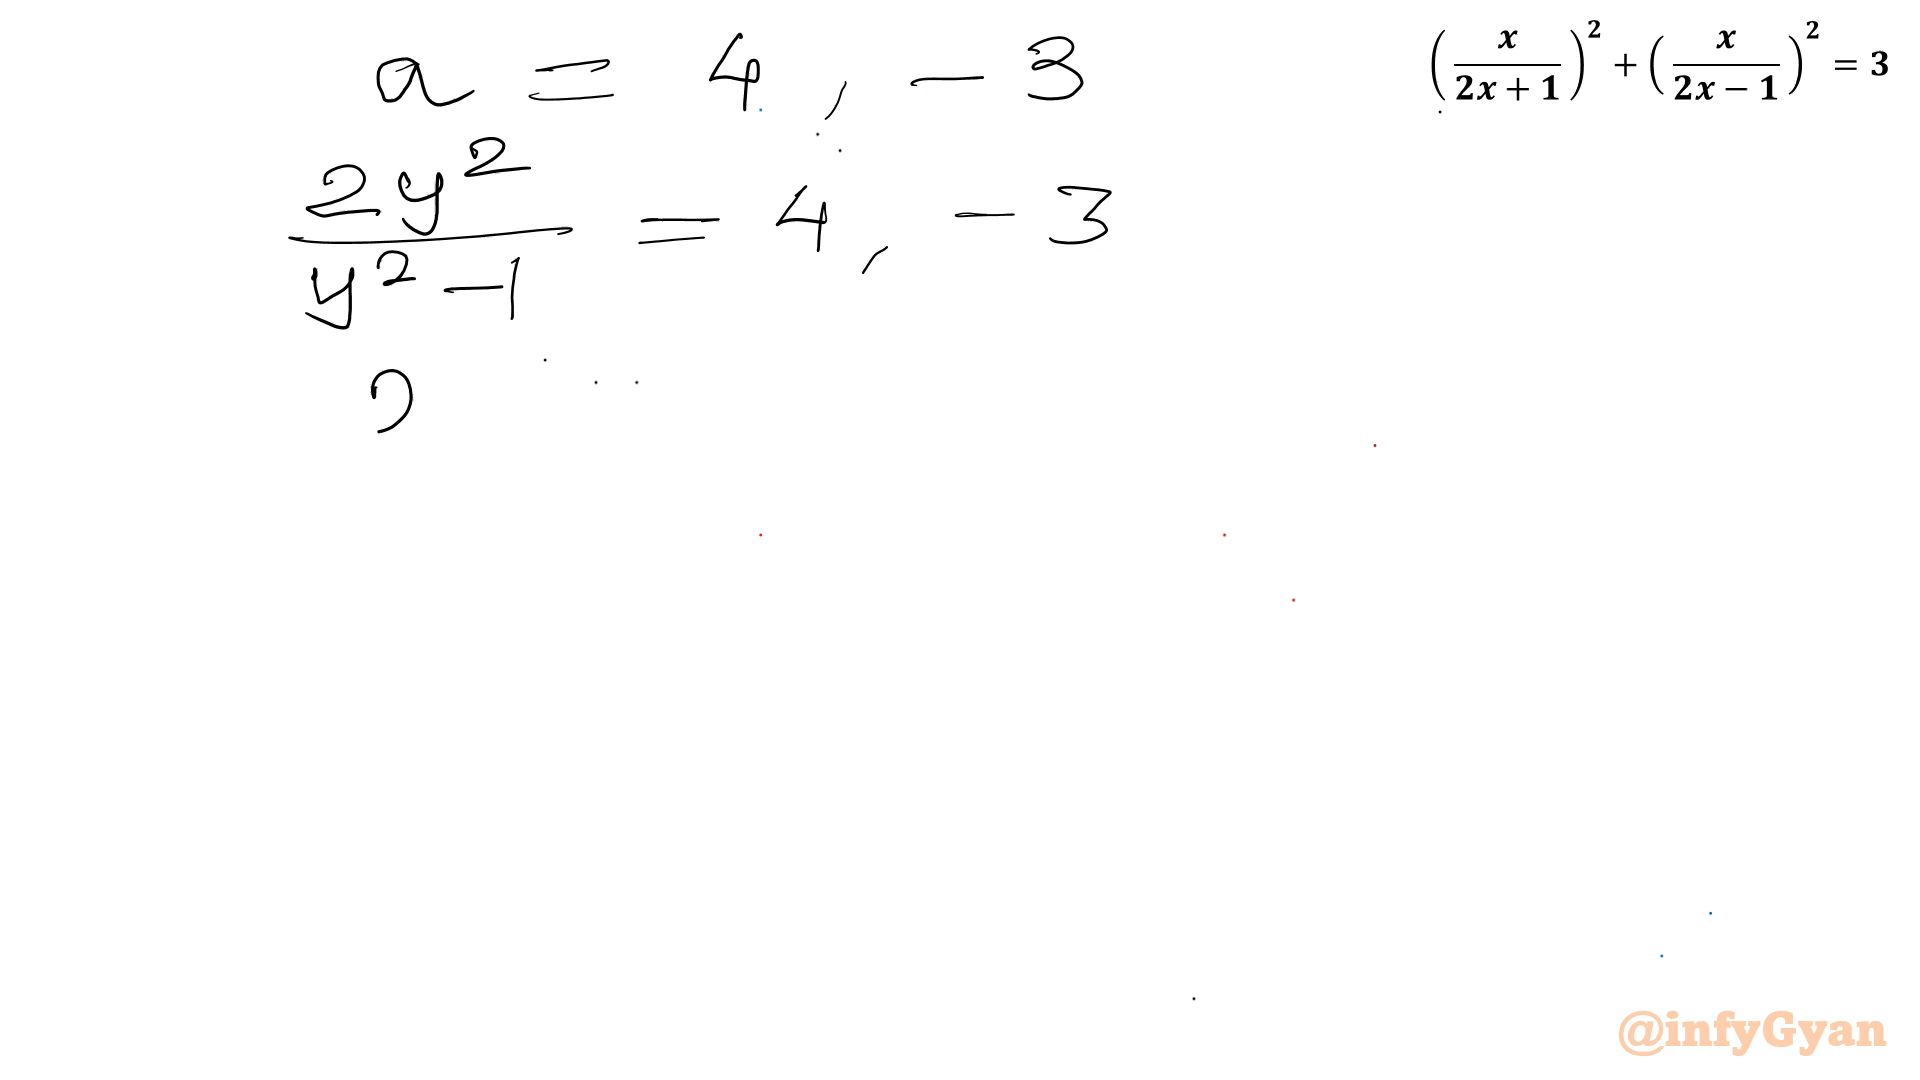 a = 4, -3
(x/(2x + 1))² + (x/(2x − 1))² = 3
2y²/(y² - 1) = 4, -3
@infyGyan